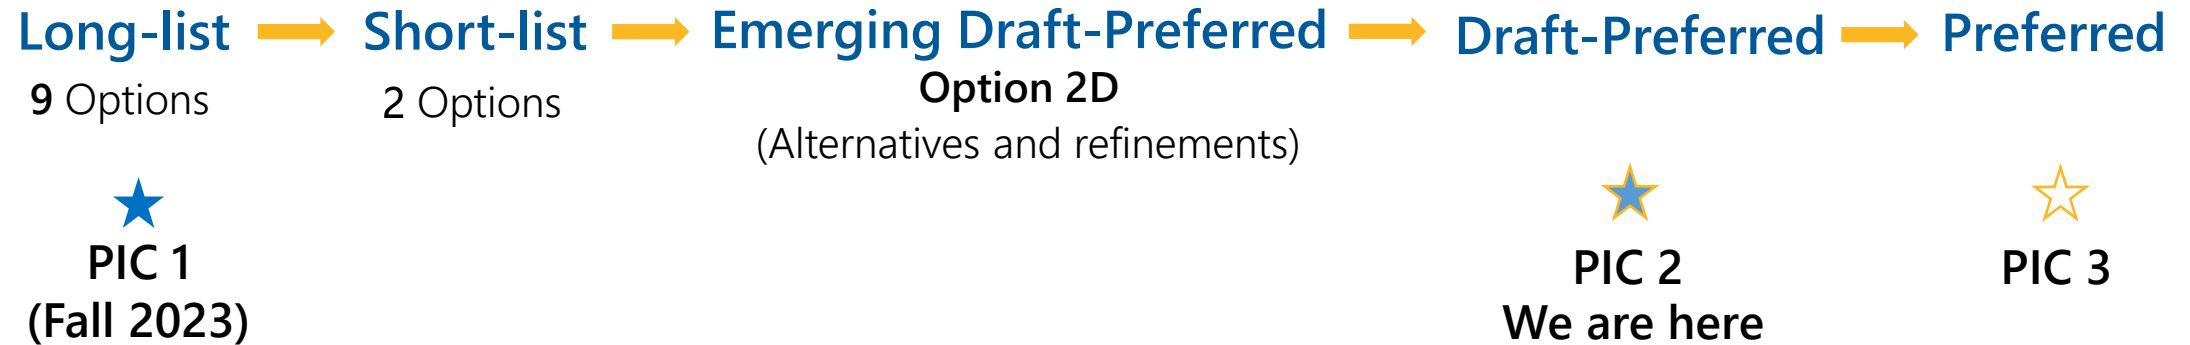 Long-list Short-list Emerging Draft-Preferred Draft-Preferred Preferred
9 Options 2 Options Option 2D
(Alternatives and refinements)
PIC 1 PIC 2 PIC 3
(Fall 2023) We are here